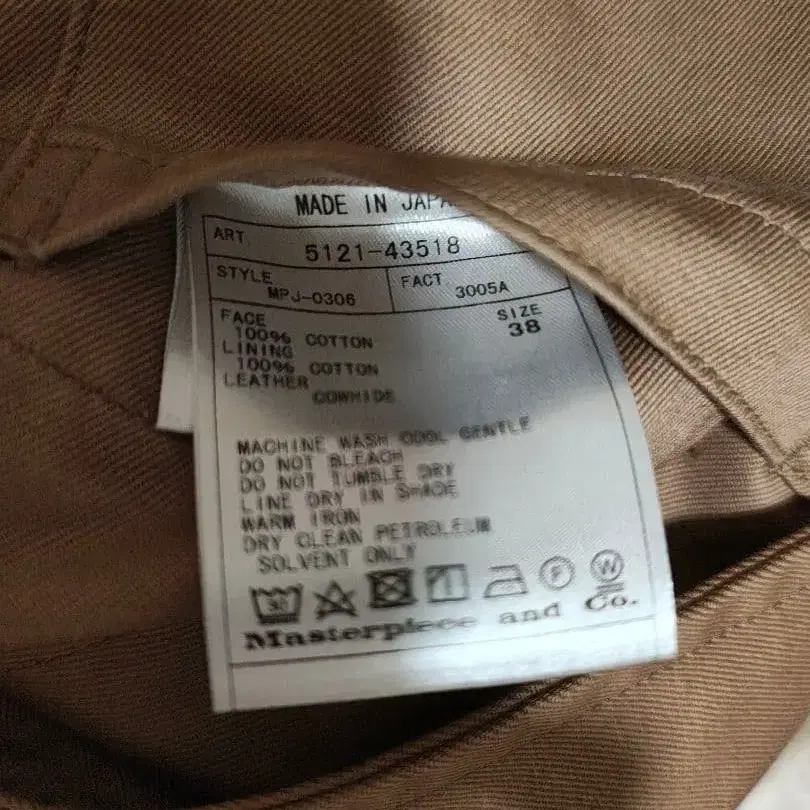 MADE IN JAPA
ART 5121-43518
STYLE MPJ-0306 FACT 3005A
FACE SIZE
100% COTTON 38
LINING
100% COTTON
LEATHER
COWHIDE
MACHINE WASH COOL GENTLE
DO NOT BLEACH
DO NOT TUMBLE DRY
LINE DRY IN SHADE
WARM IRON
DRY CLEAN PETROLEUM
SOLVENT ONLY
30 F W
Masterpiece and Co.